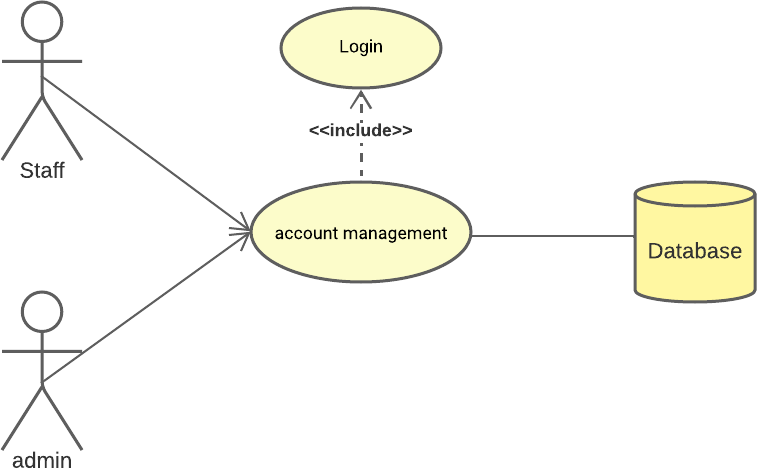 Login
<<include>>
Staff
account management
Database
admin